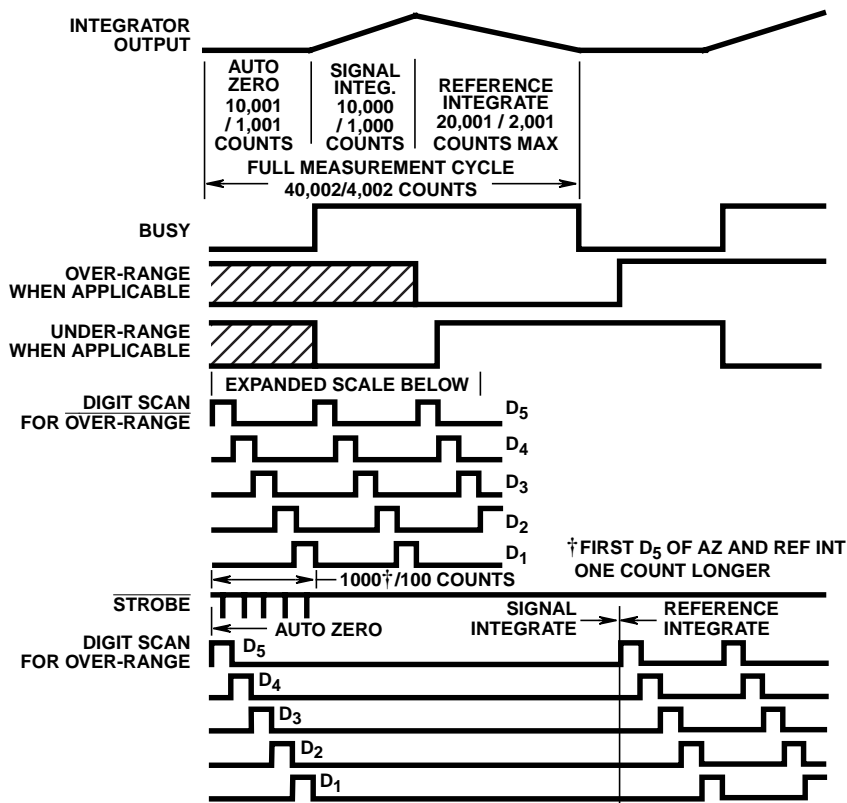 INTEGRATOR
OUTPUT
AUTO
ZERO
10,001
/ 1,001
COUNTS
SIGNAL
INTEG.
10,000
/ 1,000
COUNTS
REFERENCE
INTEGRATE
20,001 / 2,001
COUNTS MAX
FULL MEASUREMENT CYCLE
40,002/4,002 COUNTS
BUSY
OVER-RANGE
WHEN APPLICABLE
UNDER-RANGE
WHEN APPLICABLE
EXPANDED SCALE BELOW
DIGIT SCAN
FOR OVER-RANGE
D5
D4
D3
D2
D1
†FIRST D5 OF AZ AND REF INT
ONE COUNT LONGER
1000†/100 COUNTS
STROBE
AUTO ZERO
SIGNAL
INTEGRATE
REFERENCE
INTEGRATE
DIGIT SCAN
FOR OVER-RANGE
D5
D4
D3
D2
D1